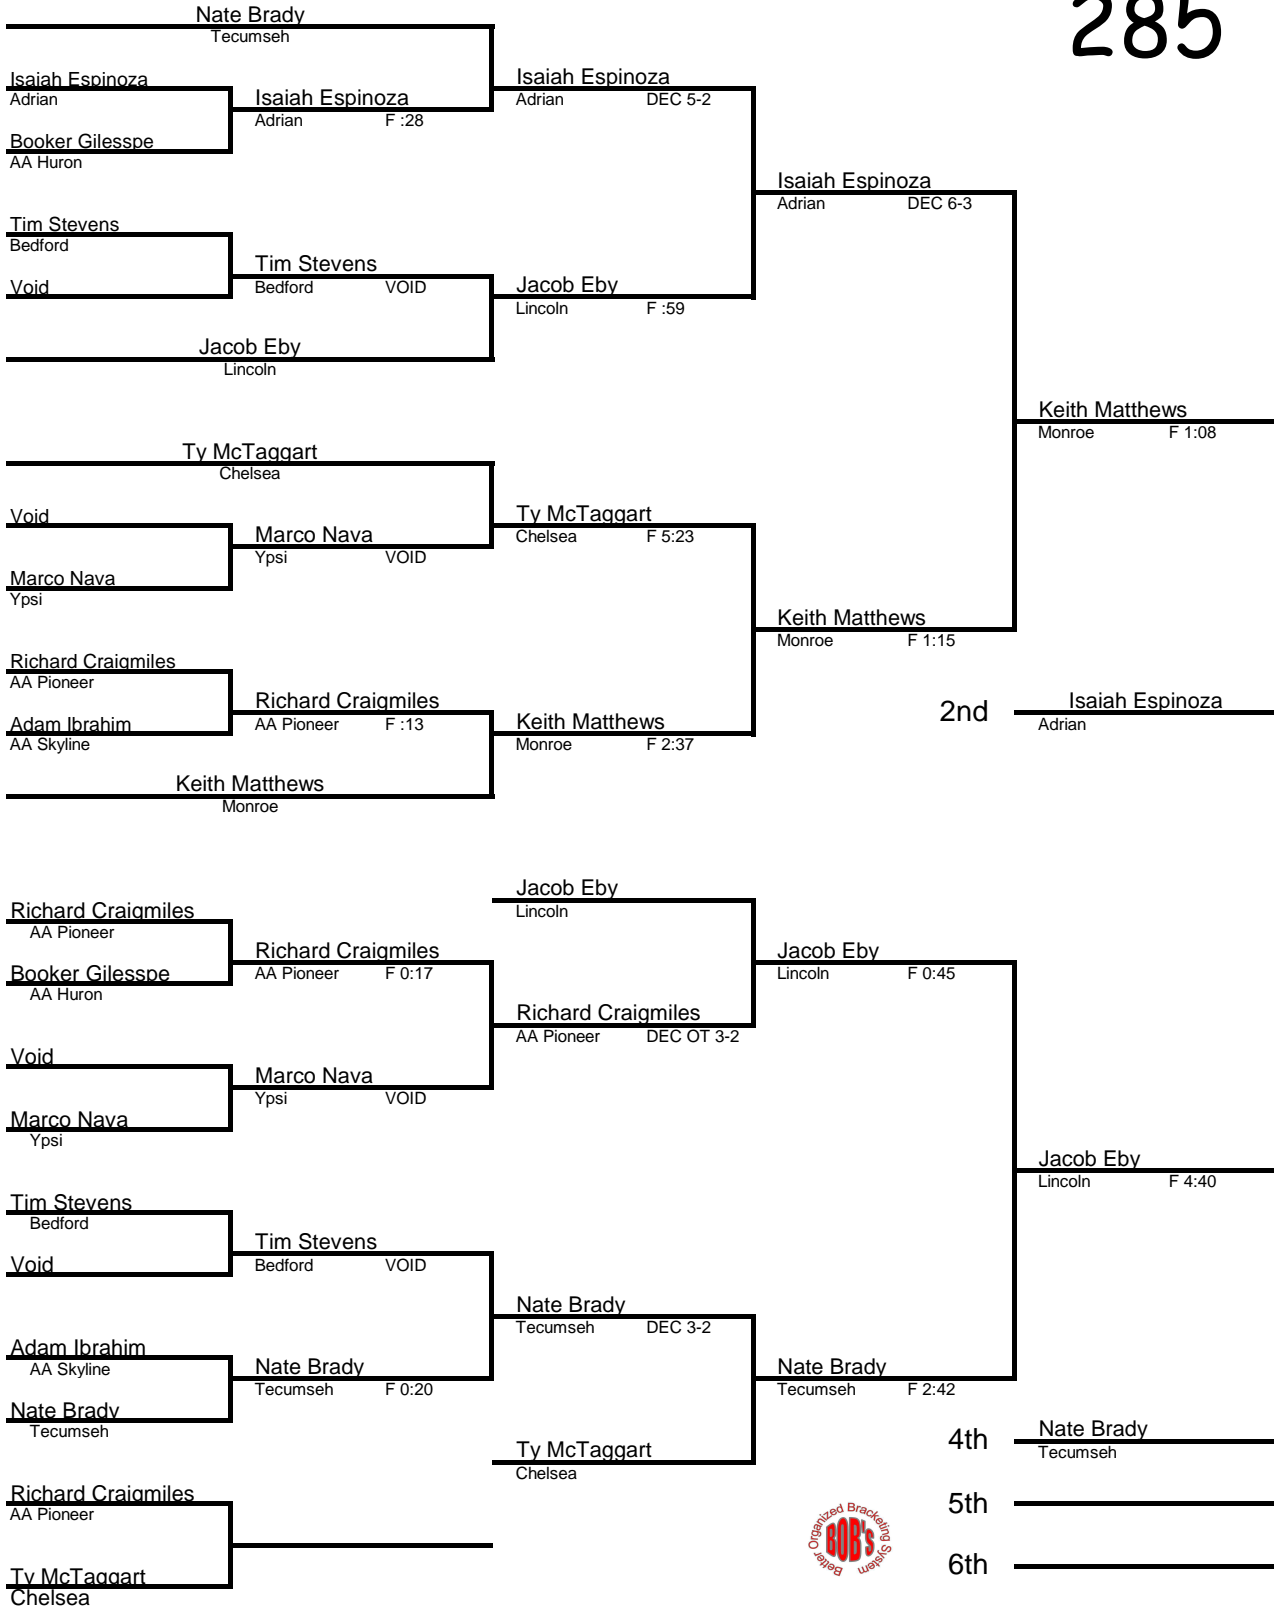 285
Nate Brady
Tecumseh
Isaiah Espinoza
Adrian
Booker Gilesspe
AA Huron
Isaiah Espinoza
Adrian F :28
Isaiah Espinoza
Adrian DEC 5-2
Tim Stevens
Bedford
Void
Tim Stevens
Bedford VOID
Jacob Eby
Lincoln
Jacob Eby
Lincoln F :59
Isaiah Espinoza
Adrian DEC 6-3
Ty McTaggart
Chelsea
Void
Marco Nava
Ypsi
Marco Nava
Ypsi VOID
Ty McTaggart
Chelsea F 5:23
Richard Craigmiles
AA Pioneer
Adam Ibrahim
AA Skyline
Richard Craigmiles
AA Pioneer F :13
Keith Matthews
Monroe
Keith Matthews
Monroe F 2:37
Keith Matthews
Monroe F 1:15
Keith Matthews
Monroe F 1:08
2nd Isaiah Espinoza
Adrian
Richard Craigmiles
AA Pioneer
Booker Gilesspe
AA Huron
Richard Craigmiles
AA Pioneer F 0:17
Void
Marco Nava
Ypsi
Marco Nava
Ypsi VOID
Jacob Eby
Lincoln
Richard Craigmiles
AA Pioneer DEC OT 3-2
Jacob Eby
Lincoln F 0:45
Tim Stevens
Bedford
Void
Tim Stevens
Bedford VOID
Adam Ibrahim
AA Skyline
Nate Brady
Tecumseh
Nate Brady
Tecumseh F 0:20
Nate Brady
Tecumseh DEC 3-2
Ty McTaggart
Chelsea
Nate Brady
Tecumseh F 2:42
Jacob Eby
Lincoln F 4:40
4th Nate Brady
Tecumseh
5th
6th
Richard Craigmiles
AA Pioneer
Ty McTaggart
Chelsea
Better Organized Bracketing System
BOB'S